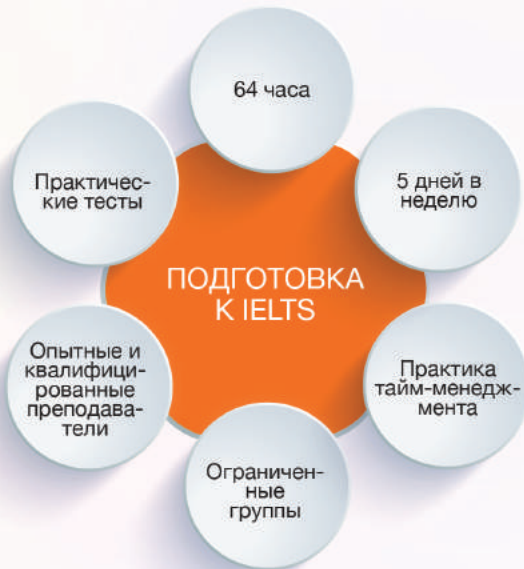 64 часа
5 дней в
неделю
Практика
тайм-менедж-
мента
Ограничен-
ные
группы
Опытные и
квалифици-
рованные
преподава-
тели
Практичес-
кие тесты
ПОДГОТОВКА
К IELTS